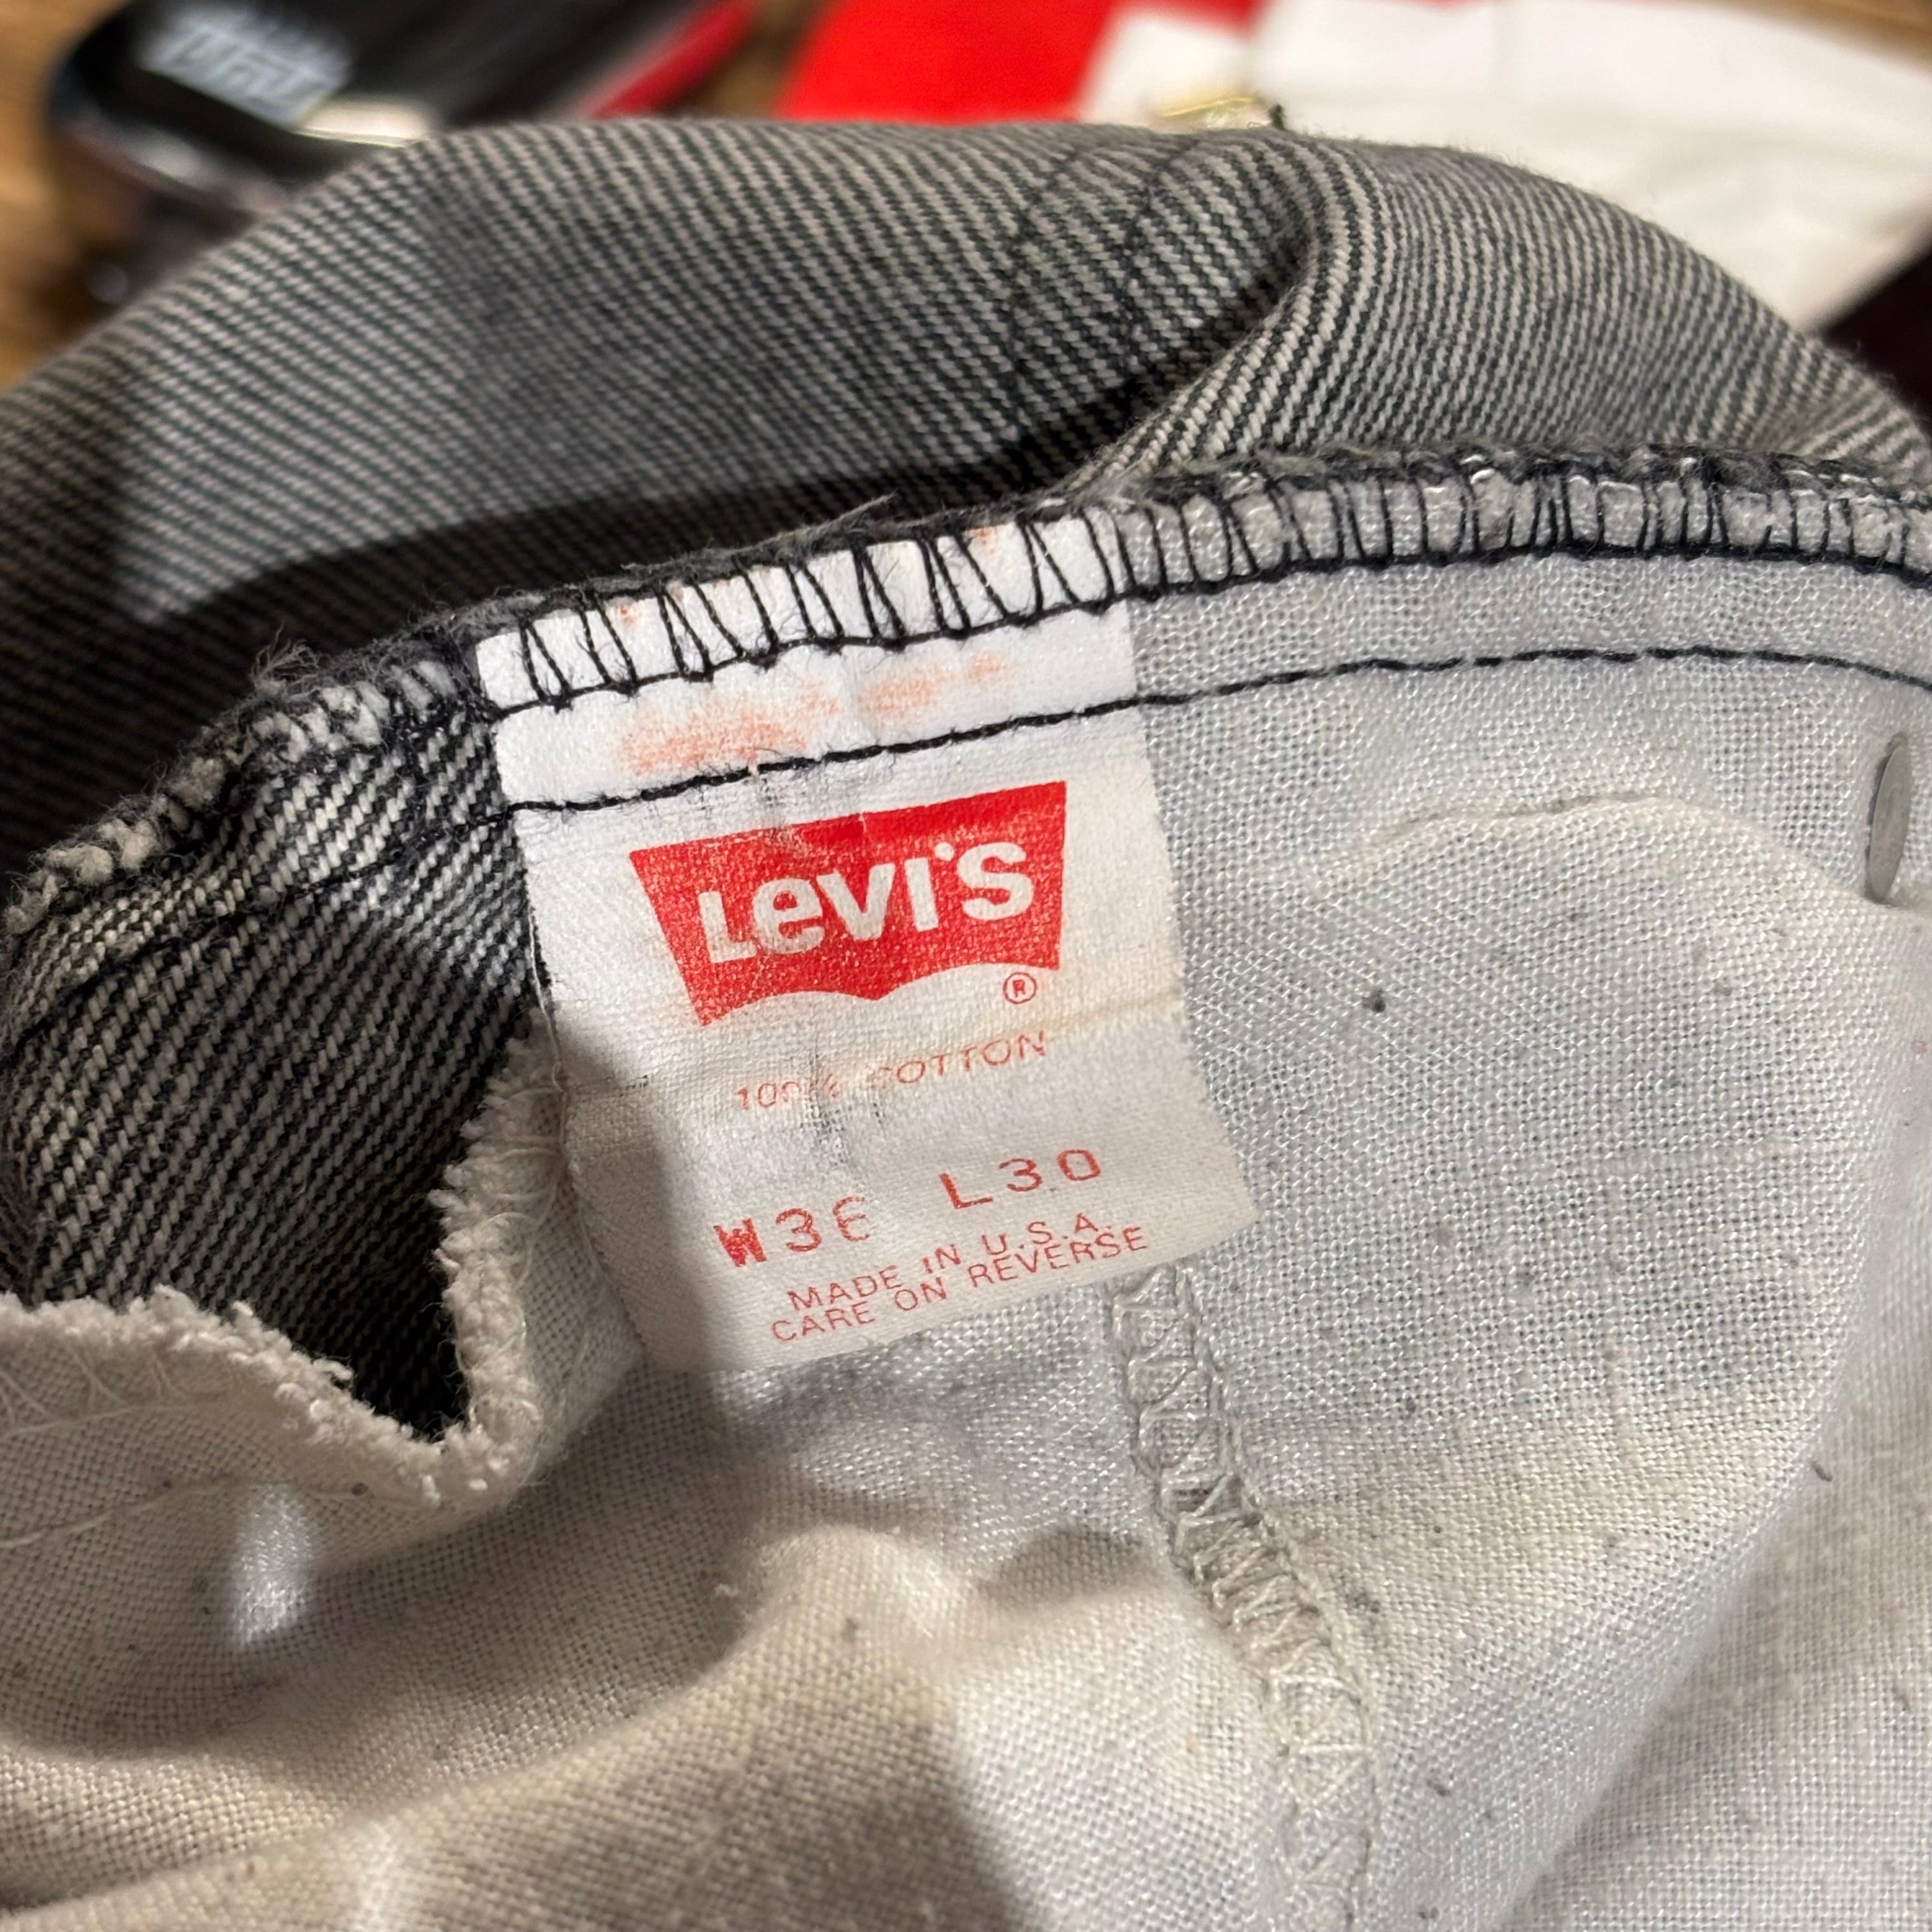 LEVI'S
®
100% COTTON
W36 L30
MADE IN U.S.A.
CARE ON REVERSE